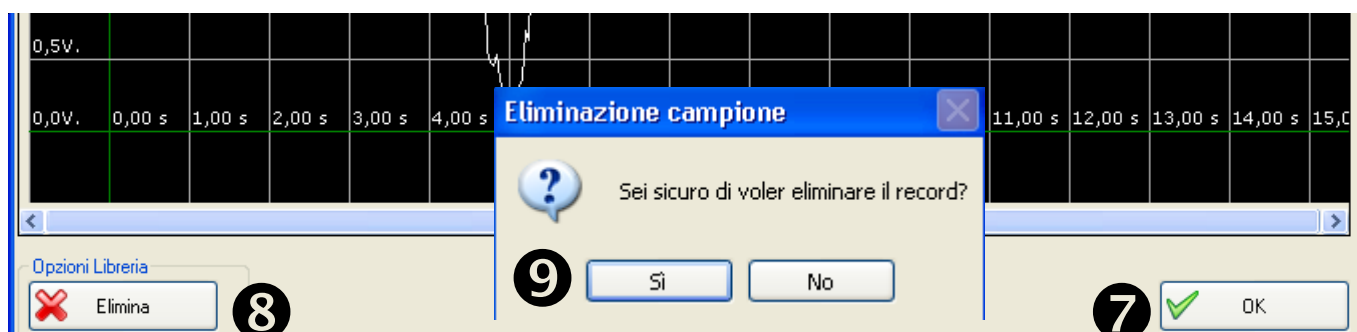 0,5V.
0,0V. 0,00 s 1,00 s 2,00 s 3,00 s 4,00 s 11,00 s 12,00 s 13,00 s 14,00 s 15,0
Eliminazione campione
?
Sei sicuro di voler eliminare il record?
9 Sì No
Opzioni Libreria
Elimina 8 7 OK